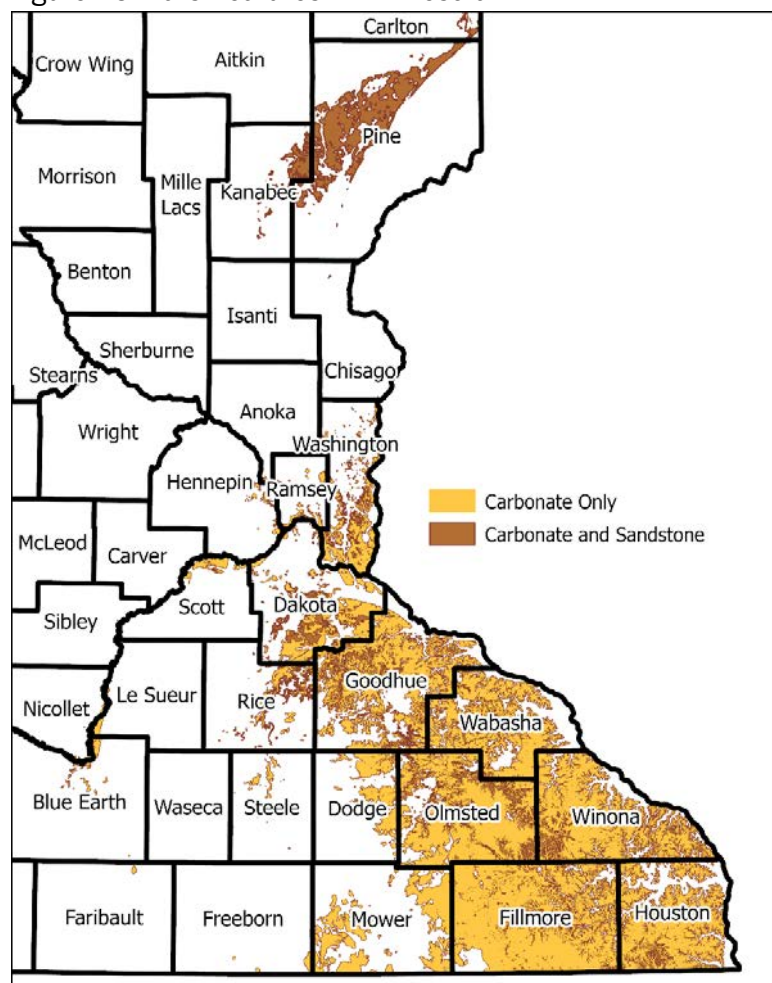 Carlton
Aitkin
Crow Wing
Pine
Morrison
Mille
Lacs
Kanabec
Benton
Isanti
Sherburne
Chisago
Stearns
Anoka
Wright
Washington
Hennepin
Ramsey
Carbonate Only
Carbonate and Sandstone
McLeod
Carver
Scott
Dakota
Sibley
Goodhue
Le Sueur
Rice
Nicollet
Wabasha
Blue Earth
Waseca
Steele
Dodge
Olmsted
Winona
Faribault
Freeborn
Mower
Fillmore
Houston